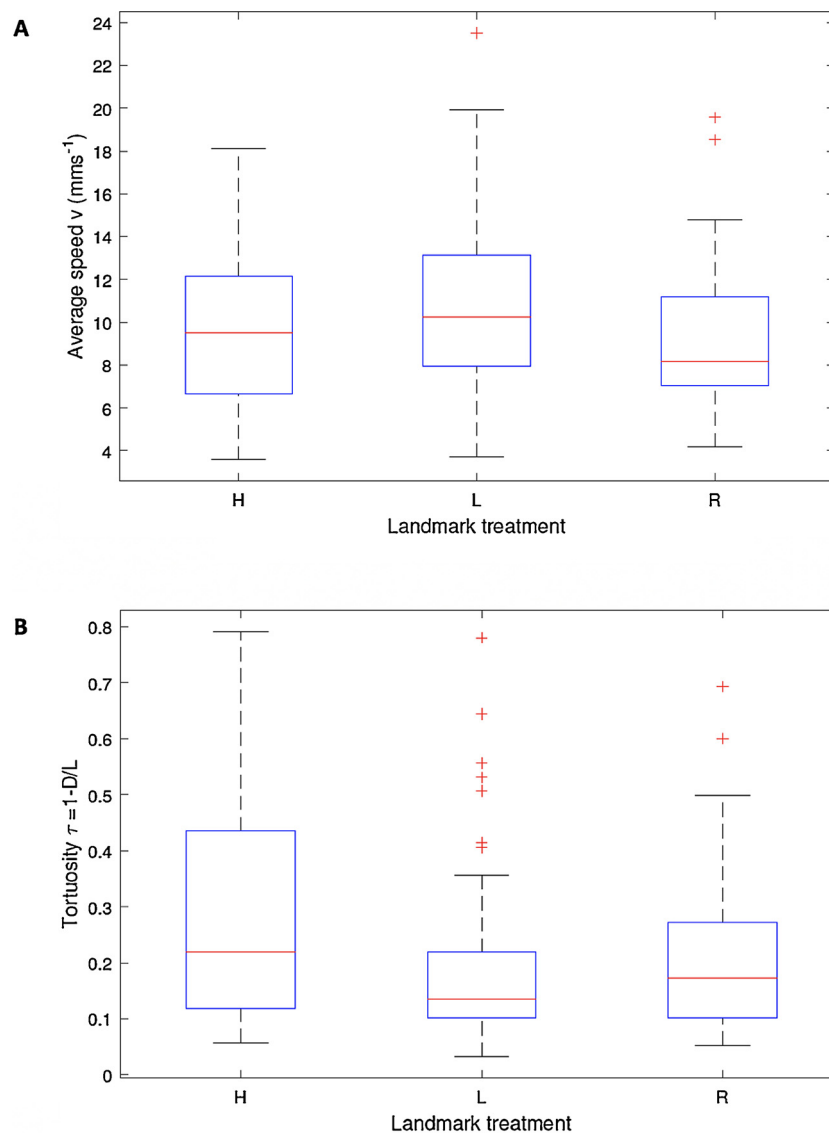 A
24
22
20
18
16
14
12
10
8
6
4
Average speed v (mms⁻¹)
H L R
Landmark treatment
B
0.8
0.7
0.6
0.5
0.4
0.3
0.2
0.1
0
Tortuosity τ =1-D/L
H L R
Landmark treatment